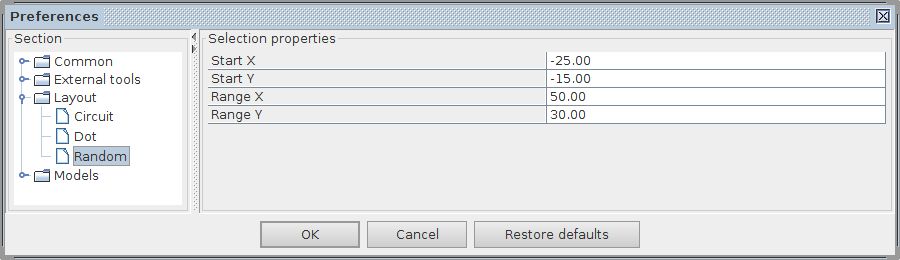 Preferences
Section
Common
External tools
Layout
Circuit
Dot
Random
Models
Selection properties
Start X -25.00
Start Y -15.00
Range X 50.00
Range Y 30.00
OK Cancel Restore defaults